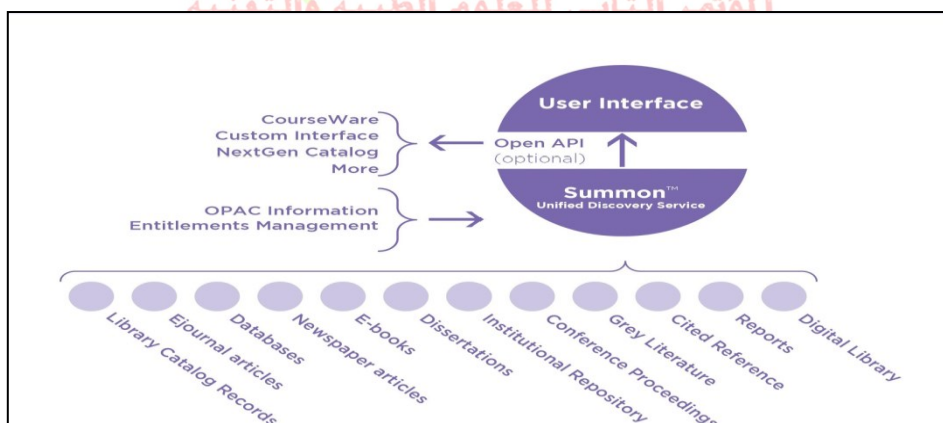 User Interface
CourseWare
Custom Interface
NextGen Catalog
More
Open API
(optional)
Summon™
Unified Discovery Service
OPAC Information
Entitlements Management
Library Catalog Records
Ejournal articles
Databases
Newspaper articles
E-books
Dissertations
Institutional Repository
Conference Proceedings
Grey Literature
Cited Reference
Reports
Digital Library